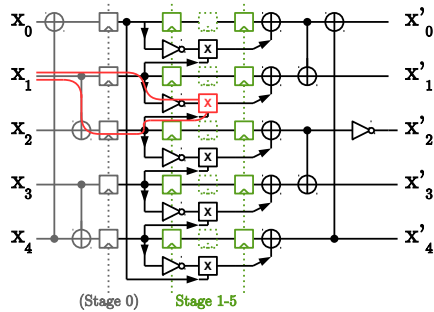 x0 x x'0
x1 x x'1
x2 x x'2
x3 x x'3
x4 x x'4
(Stage 0) Stage 1-5